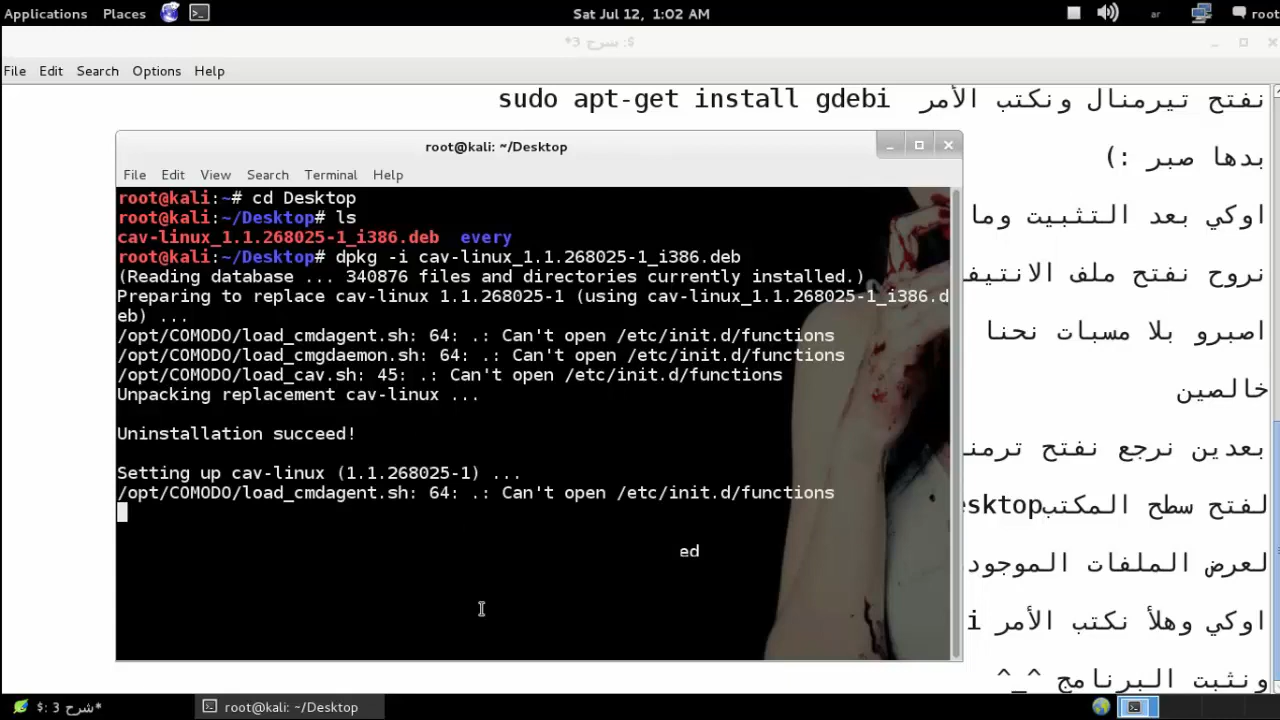 Applications Places Sat Jul 12, 1:02 AM ar root
*شرح 3 :$
File Edit Search Options Help
نفتح تيرمنال ونكتب الأمر sudo apt-get install gdebi
بدها صبر :)
اوكي بعد التثبيت وما
نروح نفتح ملف الانتيف
اصبرو بلا مسبات نحنا
خالصين
بعدين نرجع نفتح ترمنـ
لفتح سطح المكتبesktop
لعرض الملفات الموجود
اوكي وهلأ نكتب الأمر i
ونثبت البرنامج ^_^
root@kali: ~/Desktop
File Edit View Search Terminal Help
root@kali:~# cd Desktop
root@kali:~/Desktop# ls
cav-linux_1.1.268025-1_i386.deb every
root@kali:~/Desktop# dpkg -i cav-linux_1.1.268025-1_i386.deb
(Reading database ... 340876 files and directories currently installed.)
Preparing to replace cav-linux 1.1.268025-1 (using cav-linux_1.1.268025-1_i386.d
eb) ...
/opt/COMODO/load_cmdagent.sh: 64: .: Can't open /etc/init.d/functions
/opt/COMODO/load_cmgdaemon.sh: 64: .: Can't open /etc/init.d/functions
/opt/COMODO/load_cav.sh: 45: .: Can't open /etc/init.d/functions
Unpacking replacement cav-linux ...
Uninstallation succeed!
Setting up cav-linux (1.1.268025-1) ...
/opt/COMODO/load_cmdagent.sh: 64: .: Can't open /etc/init.d/functions
ed
$: شرح 3* root@kali: ~/Desktop